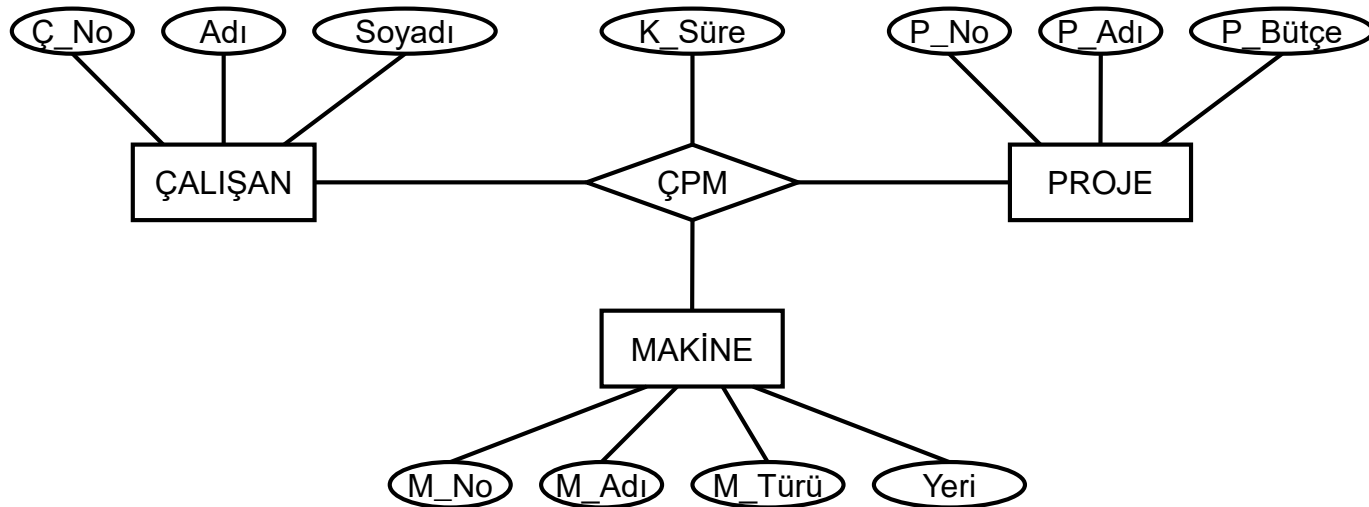 Ç_No Adı Soyadı K_Süre P_No P_Adı P_Bütçe
ÇALIŞAN ÇPM PROJE
MAKİNE
M_No M_Adı M_Türü Yeri